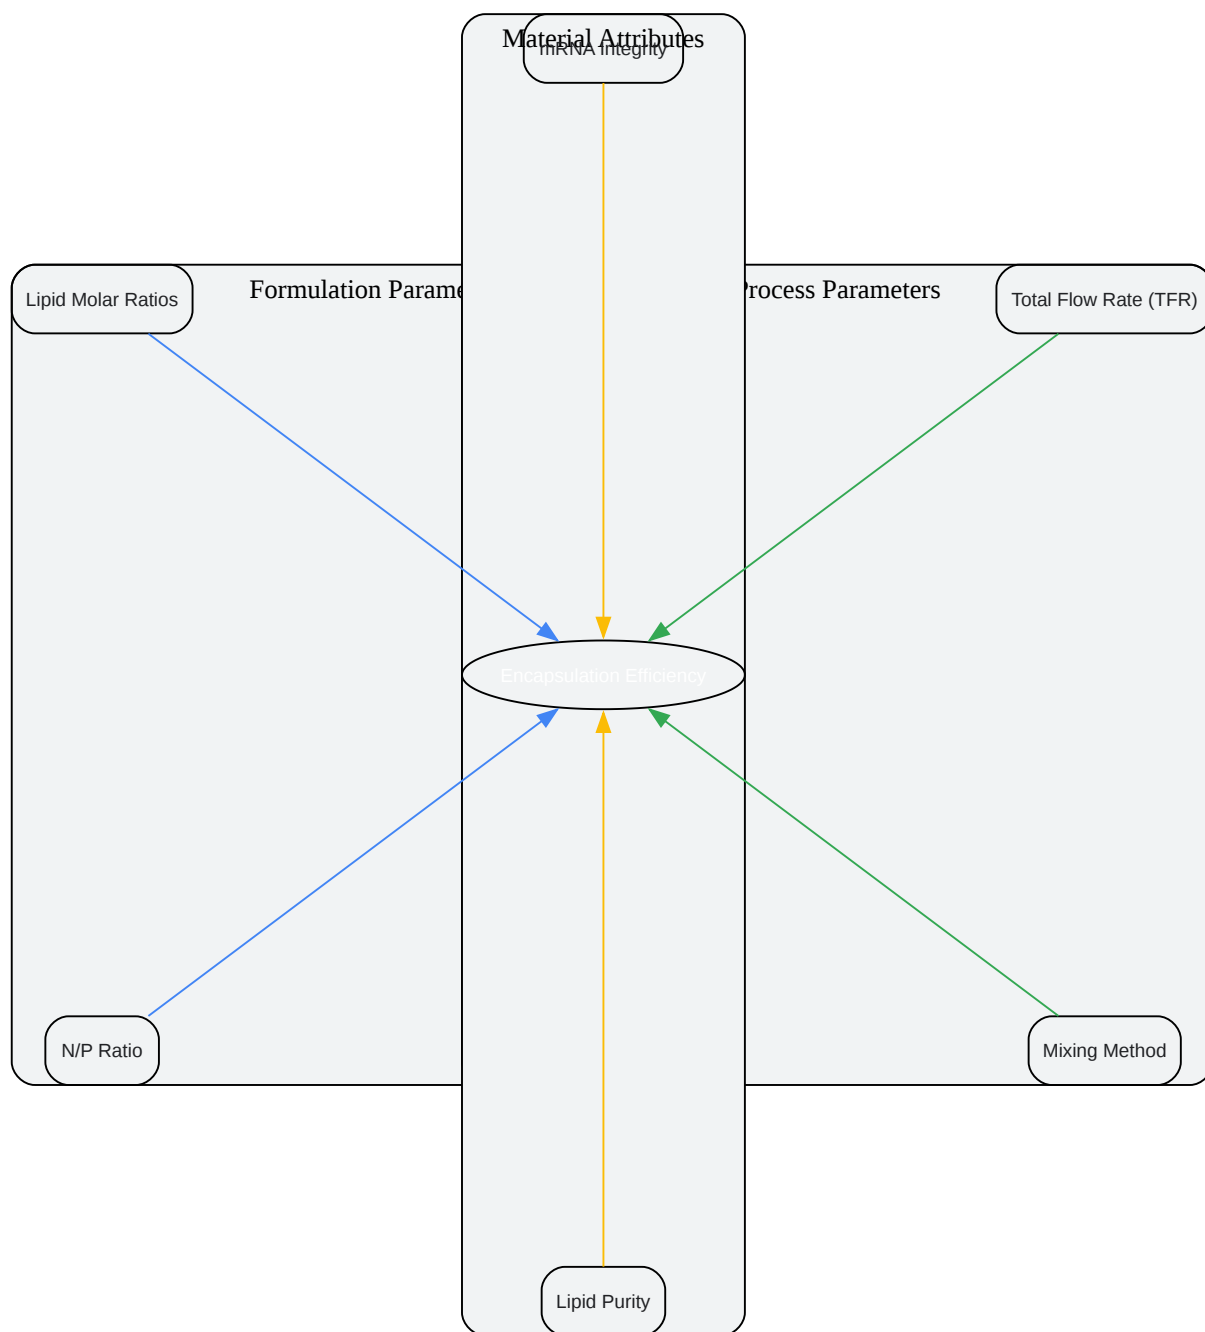 Material Attributes
mRNA Integrity
Lipid Molar Ratios
Formulation Parame
rocess Parameters
Total Flow Rate (TFR)
Encapsulation Efficiency
N/P Ratio
Mixing Method
Lipid Purity